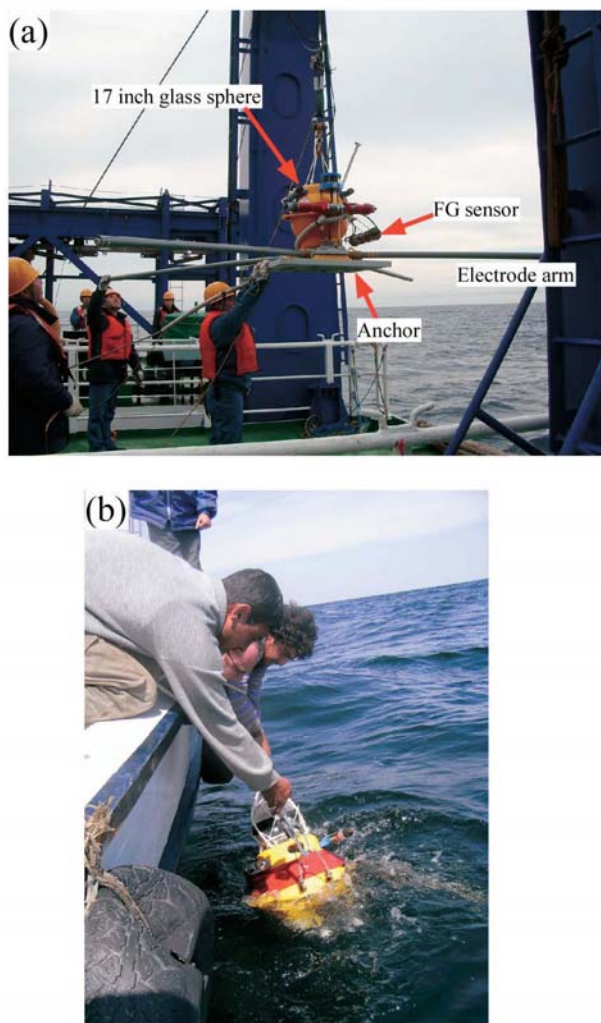 (a)
17 inch glass sphere
FG sensor
Electrode arm
Anchor
(b)